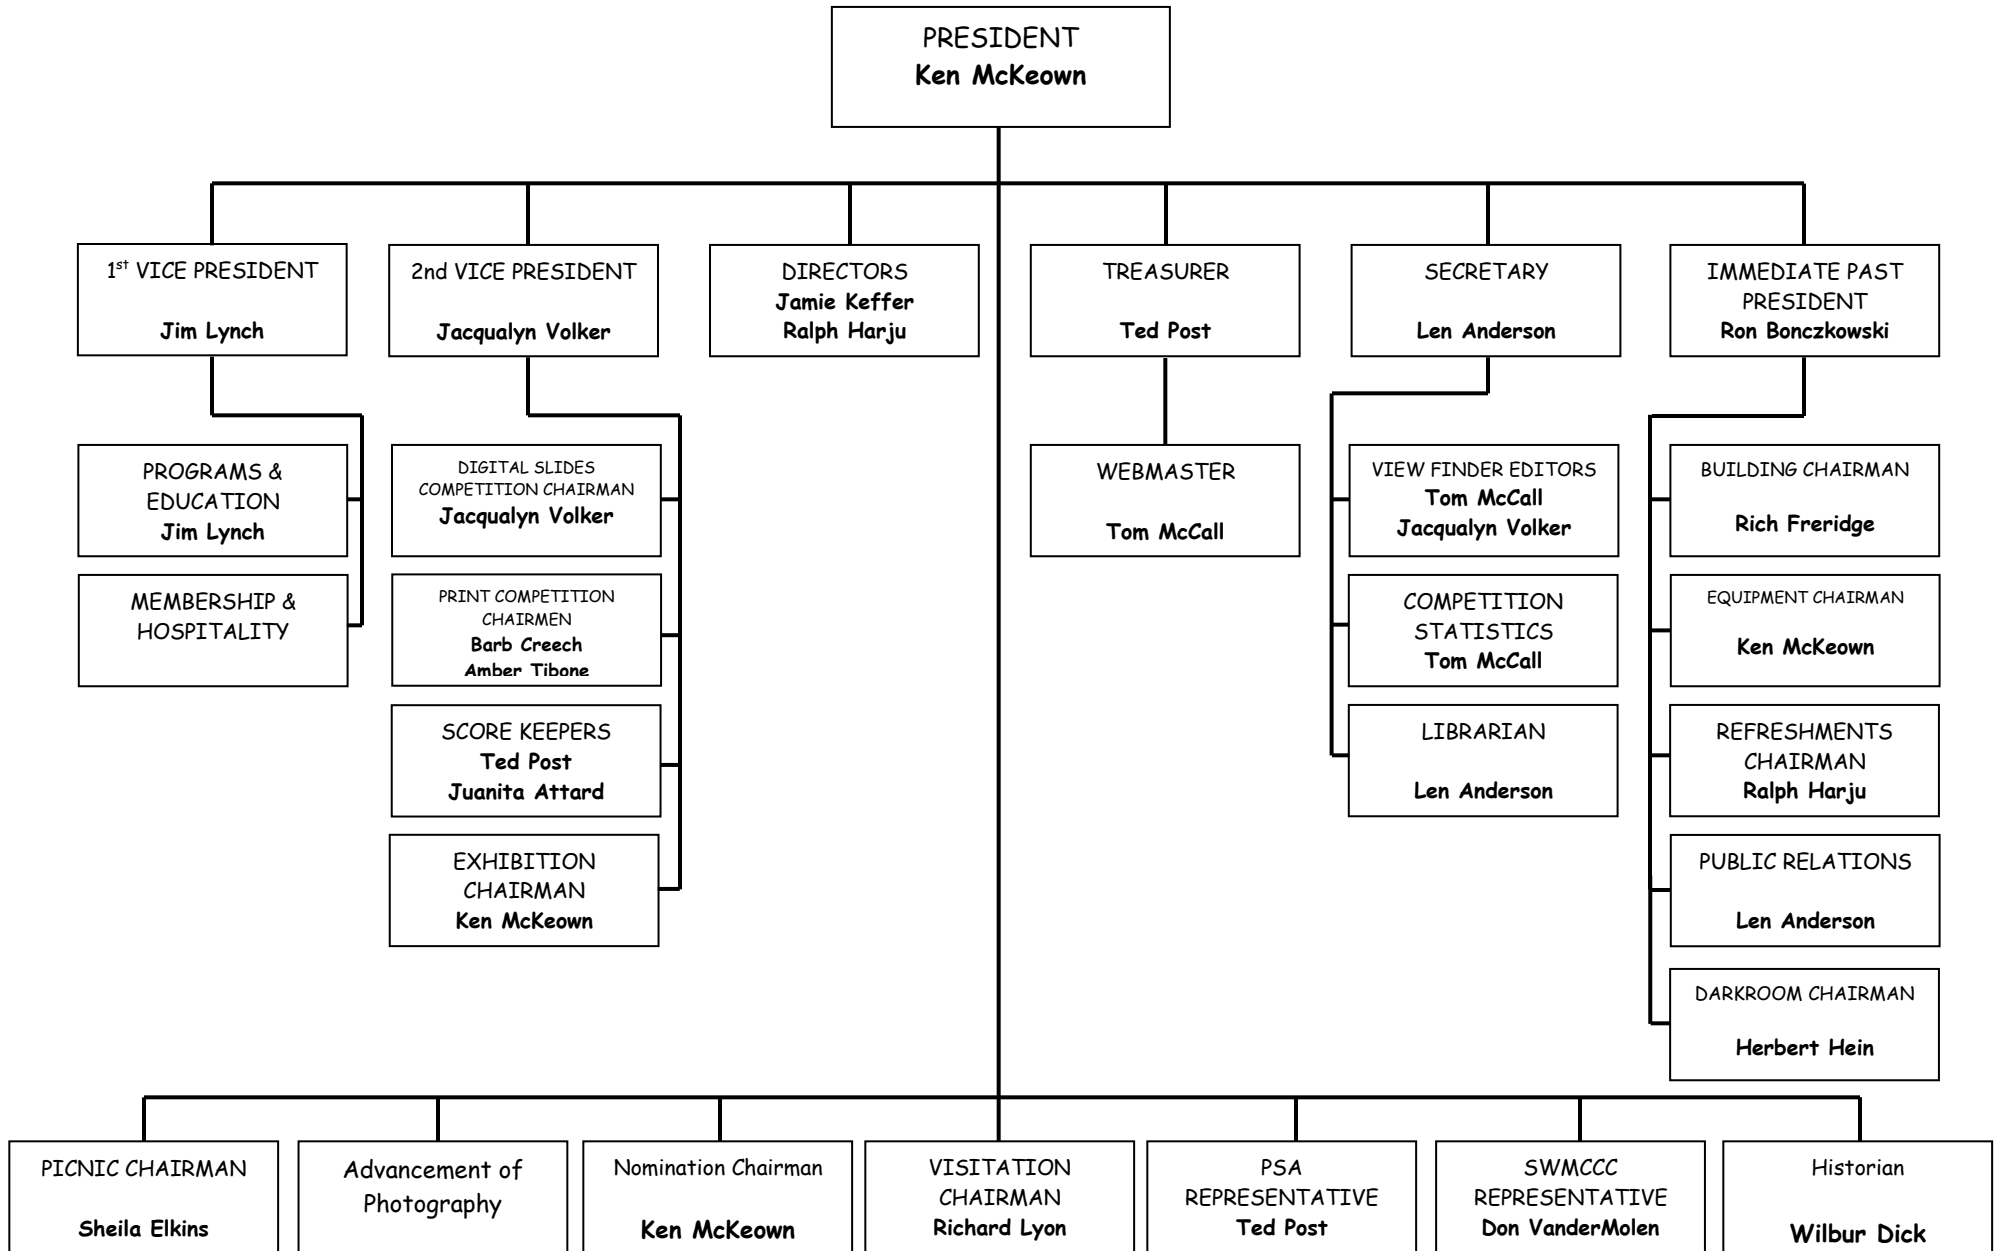 PRESIDENT
Ken McKeown
1st VICE PRESIDENT
Jim Lynch
2nd VICE PRESIDENT
Jacqualyn Volker
DIRECTORS
Jamie Keffer
Ralph Harju
TREASURER
Ted Post
SECRETARY
Len Anderson
IMMEDIATE PAST
PRESIDENT
Ron Bonczkowski
PROGRAMS &
EDUCATION
Jim Lynch
MEMBERSHIP &
HOSPITALITY
DIGITAL SLIDES
COMPETITION CHAIRMAN
Jacqualyn Volker
PRINT COMPETITION
CHAIRMEN
Barb Creech
Amber Tibone
SCORE KEEPERS
Ted Post
Juanita Attard
EXHIBITION
CHAIRMAN
Ken McKeown
WEBMASTER
Tom McCall
VIEW FINDER EDITORS
Tom McCall
Jacqualyn Volker
COMPETITION
STATISTICS
Tom McCall
LIBRARIAN
Len Anderson
BUILDING CHAIRMAN
Rich Freridge
EQUIPMENT CHAIRMAN
Ken McKeown
REFRESHMENTS
CHAIRMAN
Ralph Harju
PUBLIC RELATIONS
Len Anderson
DARKROOM CHAIRMAN
Herbert Hein
PICNIC CHAIRMAN
Sheila Elkins
Advancement of
Photography
Nomination Chairman
Ken McKeown
VISITATION
CHAIRMAN
Richard Lyon
PSA
REPRESENTATIVE
Ted Post
SWMCCC
REPRESENTATIVE
Don VanderMolen
Historian
Wilbur Dick